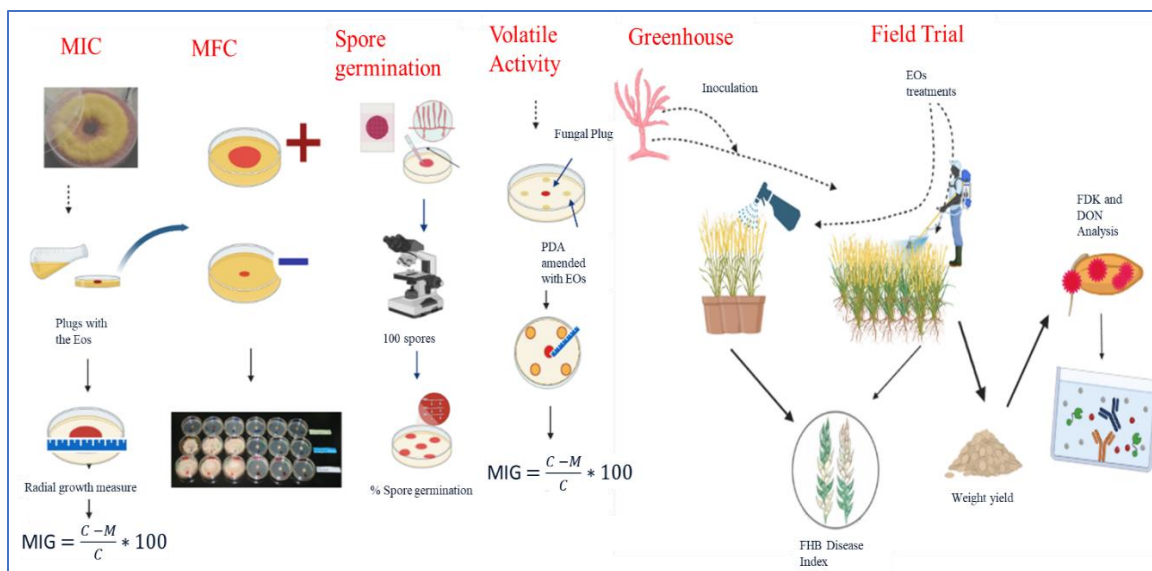 MIC
MFC
Spore
germination
Volatile
Activity
Greenhouse
Field Trial
Plugs with
the Eos
Radial growth measure
MIG = C – M / C * 100
100 spores
% Spore germination
Fungal Plug
PDA
amended
with EOs
MIG = C – M / C * 100
Inoculation
EOs
treatments
FHB Disease
Index
Weight yield
FDK and
DON
Analysis